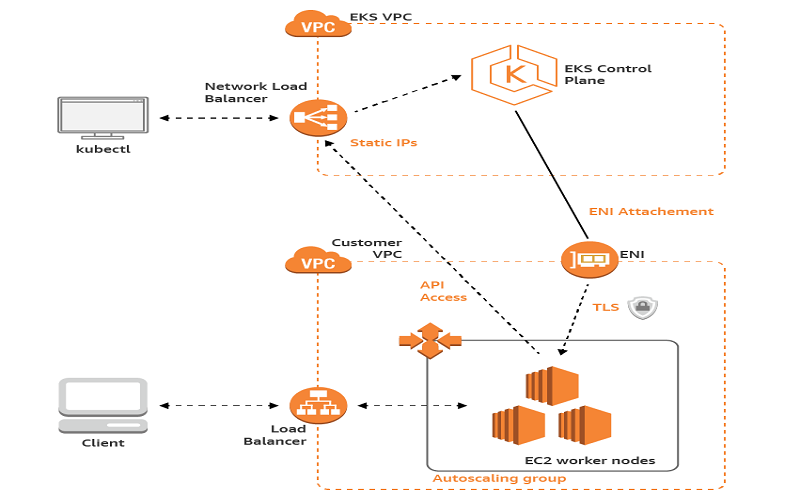 VPC
EKS VPC
Network Load
Balancer
EKS Control
Plane
K
kubectl
Static IPs
ENI Attachement
Customer
VPC
VPC
ENI
API
Access
TLS
Client
Load
Balancer
EC2 worker nodes
Autoscaling group